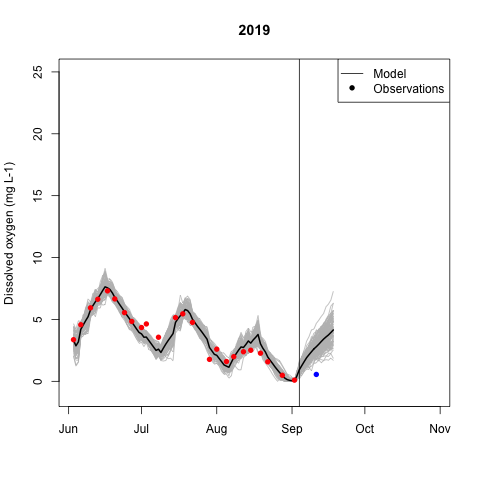 2019
Model
Observations
Dissolved oxygen (mg L-1)
25
20
15
10
5
0
Jun Jul Aug Sep Oct Nov